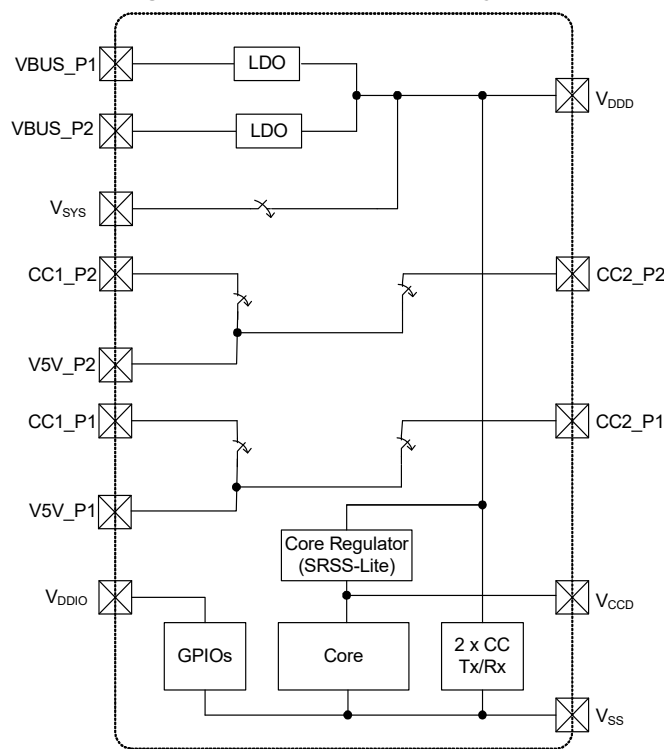 VBUS_P1
LDO
VBUS_P2
LDO
VDDD
VSYS
CC1_P2
CC2_P2
V5V_P2
CC1_P1
CC2_P1
V5V_P1
Core Regulator
(SRSS-Lite)
VDDIO
VCCD
GPIOs
Core
2 x CC
Tx/Rx
VSS